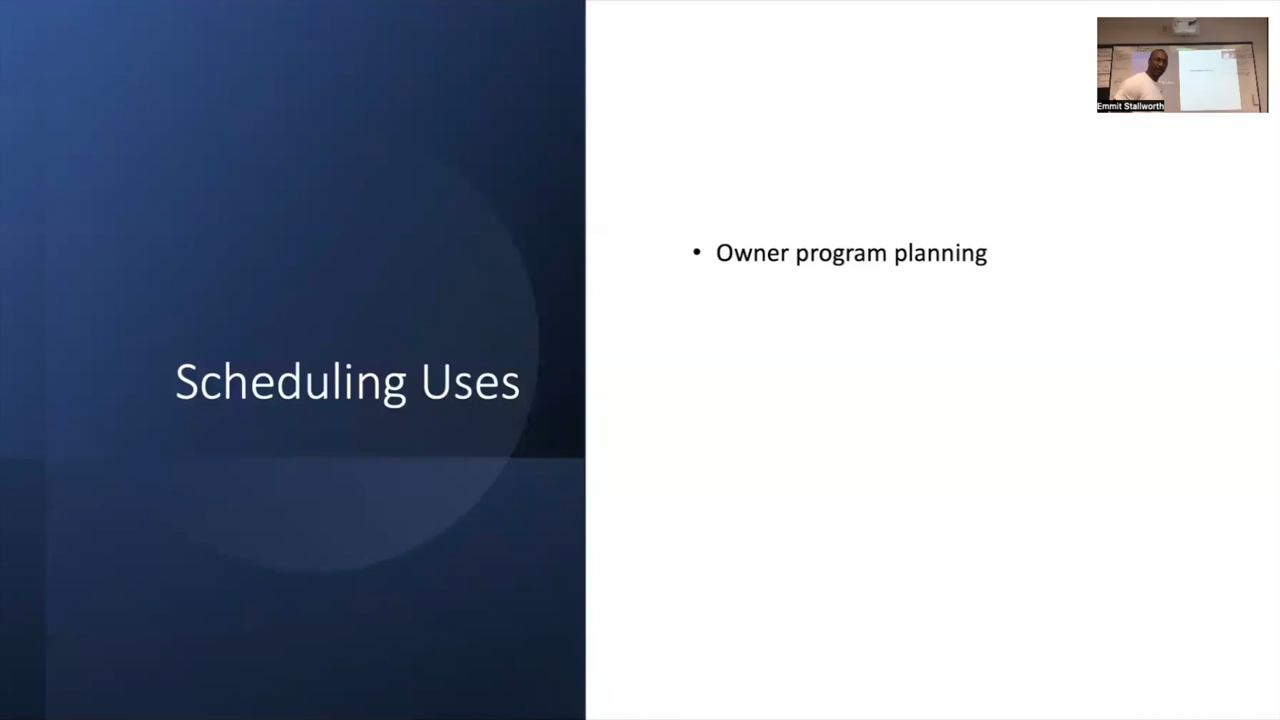 Scheduling Uses
• Owner program planning
Emmit Stallworth